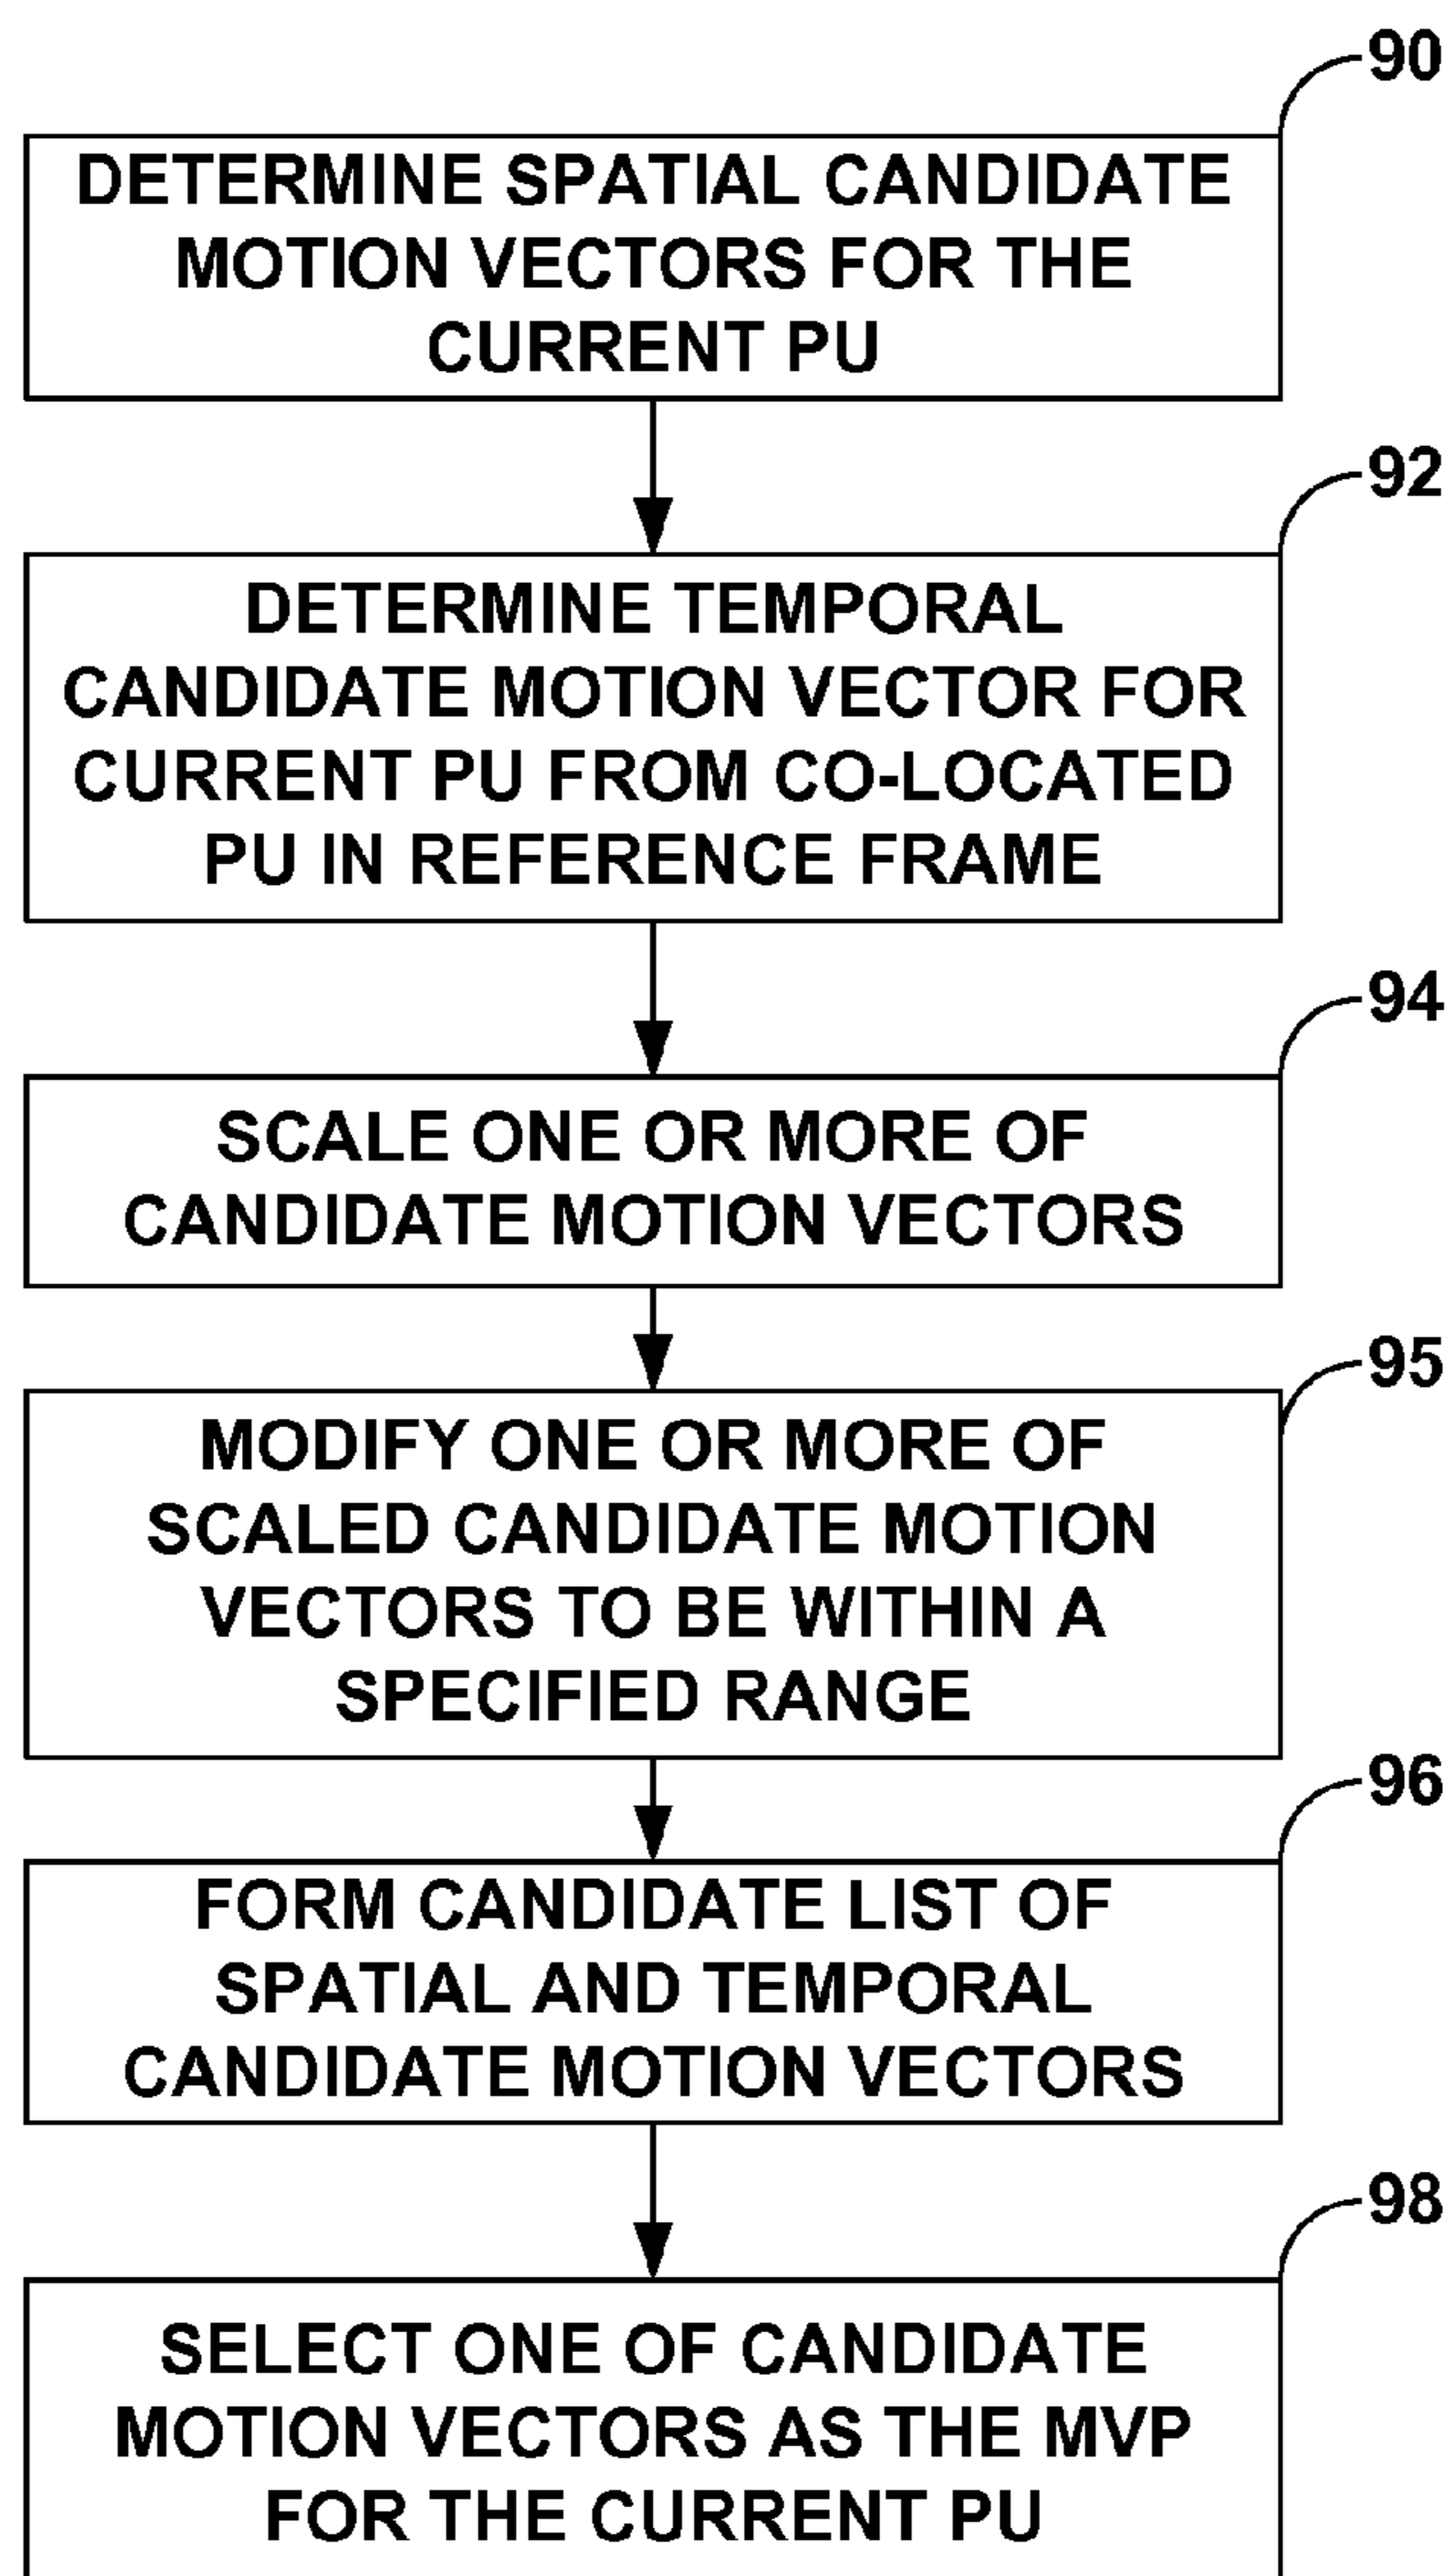 90
DETERMINE SPATIAL CANDIDATE
MOTION VECTORS FOR THE
CURRENT PU
92
DETERMINE TEMPORAL
CANDIDATE MOTION VECTOR FOR
CURRENT PU FROM CO-LOCATED
PU IN REFERENCE FRAME
94
SCALE ONE OR MORE OF
CANDIDATE MOTION VECTORS
95
MODIFY ONE OR MORE OF
SCALED CANDIDATE MOTION
VECTORS TO BE WITHIN A
SPECIFIED RANGE
96
FORM CANDIDATE LIST OF
SPATIAL AND TEMPORAL
CANDIDATE MOTION VECTORS
98
SELECT ONE OF CANDIDATE
MOTION VECTORS AS THE MVP
FOR THE CURRENT PU